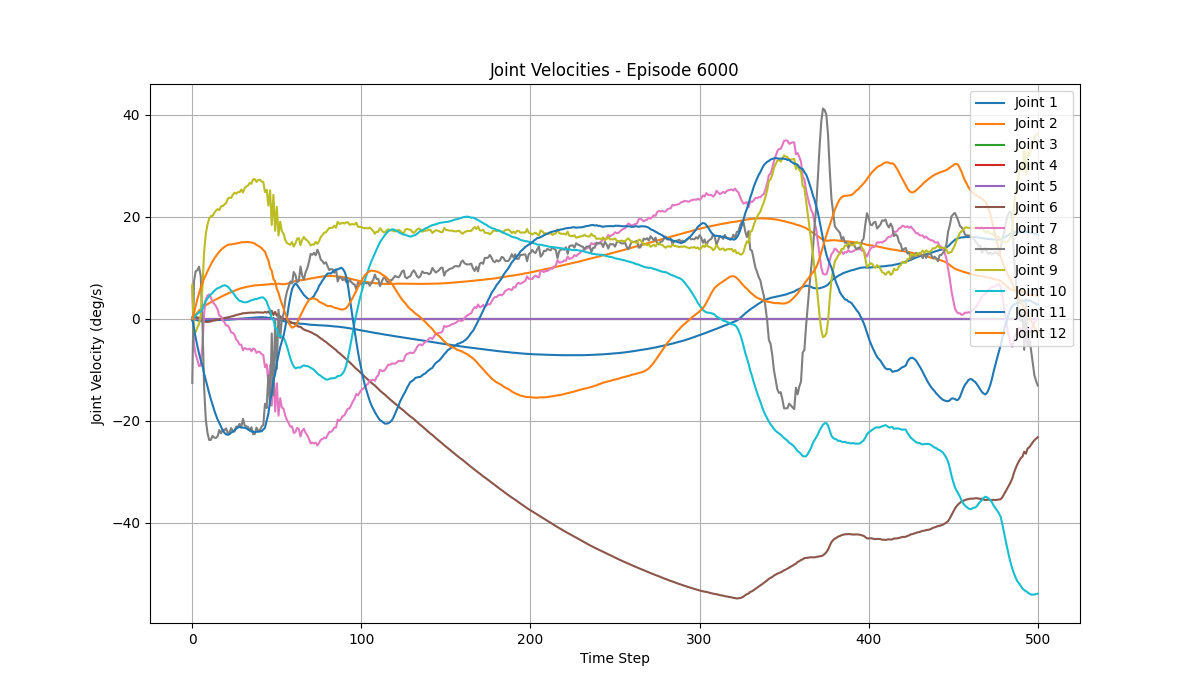 Joint Velocities - Episode 6000
Joint Velocity (deg/s)
40
20
0
−20
−40
0
100
200
300
400
500
Time Step
Joint 1
Joint 2
Joint 3
Joint 4
Joint 5
Joint 6
Joint 7
Joint 8
Joint 9
Joint 10
Joint 11
Joint 12